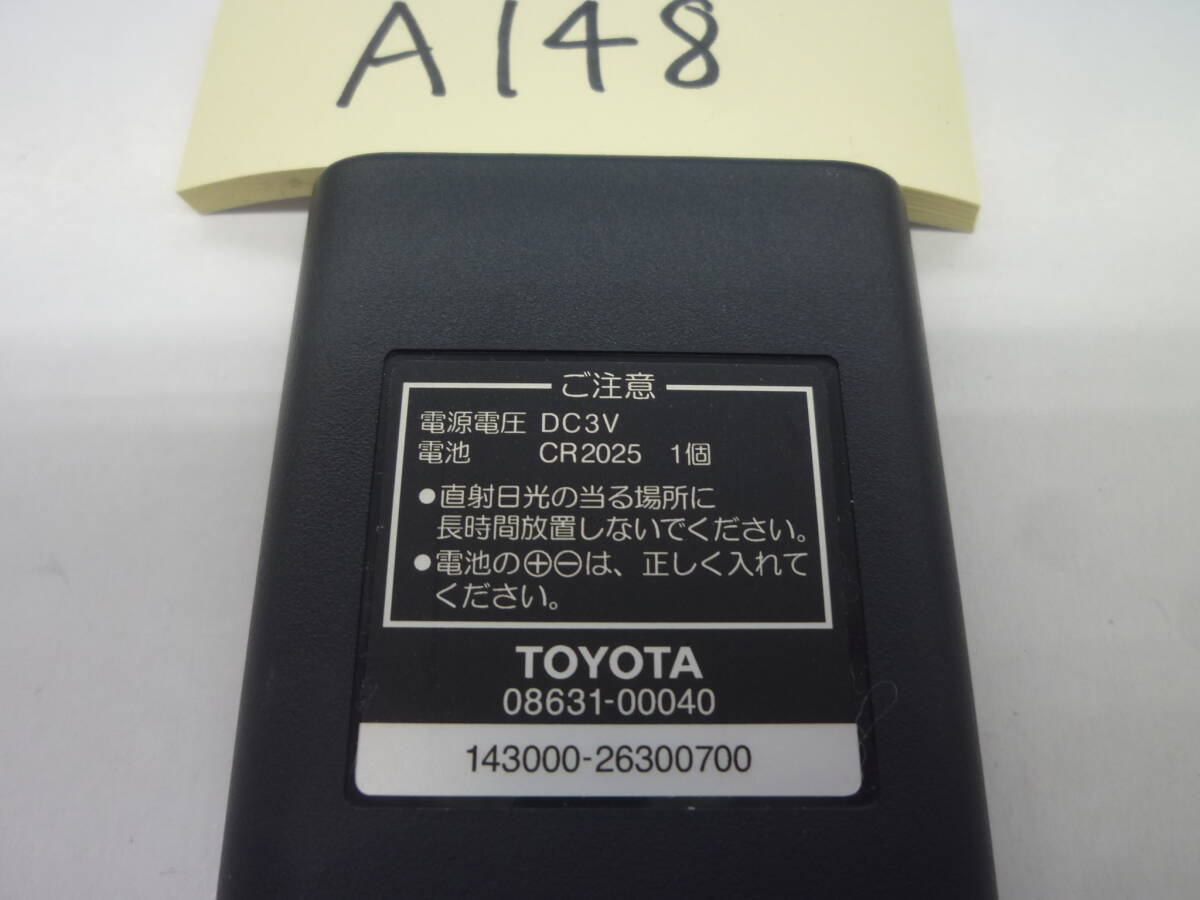 A148
ご注意
電源電圧 DC3V
電池 CR2025 1個
●直射日光の当る場所に
長時間放置しないでください。
●電池の⊕⊖は、正しく入れて
ください。
TOYOTA
08631-00040
143000-26300700